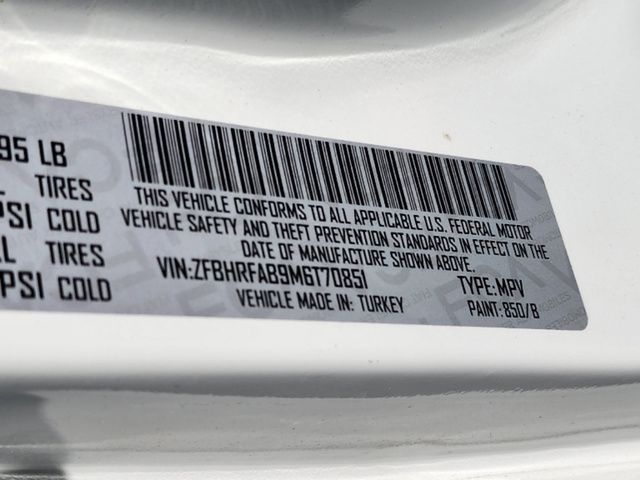 95 LB
TIRES
PSI COLD
TIRES
PSI COLD
THIS VEHICLE CONFORMS TO ALL APPLICABLE U.S. FEDERAL MOTOR
VEHICLE SAFETY AND THEFT PREVENTION STANDARDS IN EFFECT ON THE
DATE OF MANUFACTURE SHOWN ABOVE.
VIN:ZFBHRFAB9M6T70851 TYPE:MPV
VEHICLE MADE IN: TURKEY PAINT:850/B